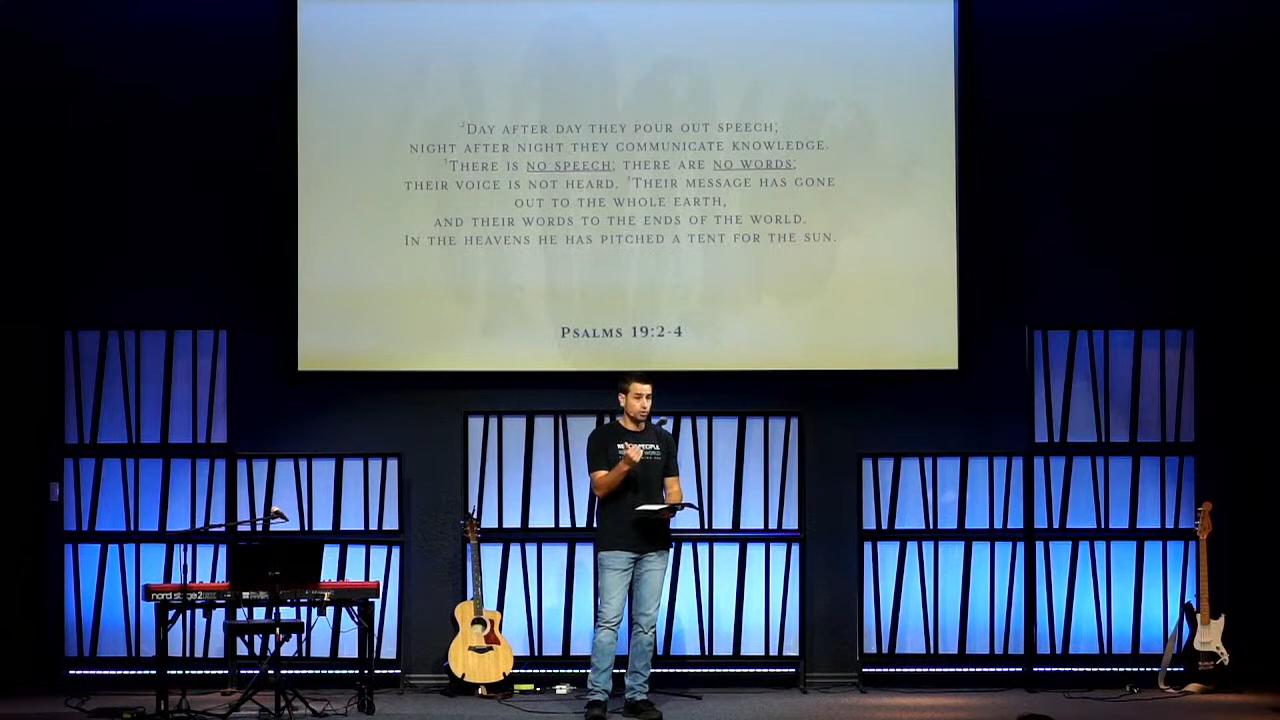 ²Day after day they pour out speech;
night after night they communicate knowledge.
³There is no speech; there are no words;
their voice is not heard. ⁴Their message has gone
out to the whole earth,
and their words to the ends of the world.
In the heavens he has pitched a tent for the sun.
Psalms 19:2-4
nord stage 2